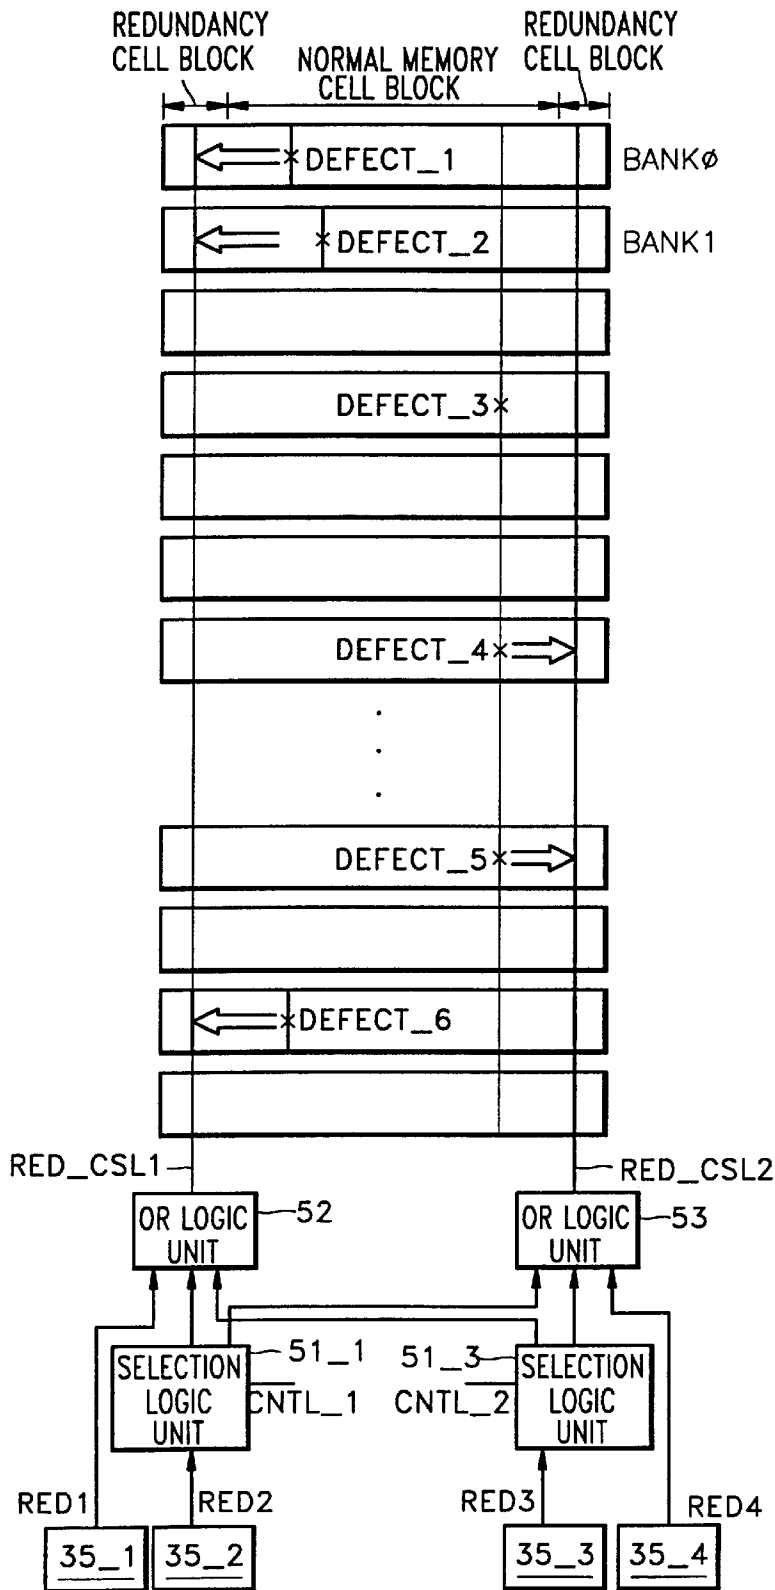 REDUNDANCY
CELL BLOCK
NORMAL MEMORY
CELL BLOCK
REDUNDANCY
CELL BLOCK
DEFECT_1
BANKØ
DEFECT_2
BANK1
DEFECT_3
DEFECT_4
DEFECT_5
DEFECT_6
RED_CSL1
RED_CSL2
OR LOGIC
UNIT
52
OR LOGIC
UNIT
53
SELECTION
LOGIC
UNIT
51_1
CNTL_1
51_3
CNTL_2
SELECTION
LOGIC
UNIT
RED1
RED2
RED3
RED4
35_1
35_2
35_3
35_4